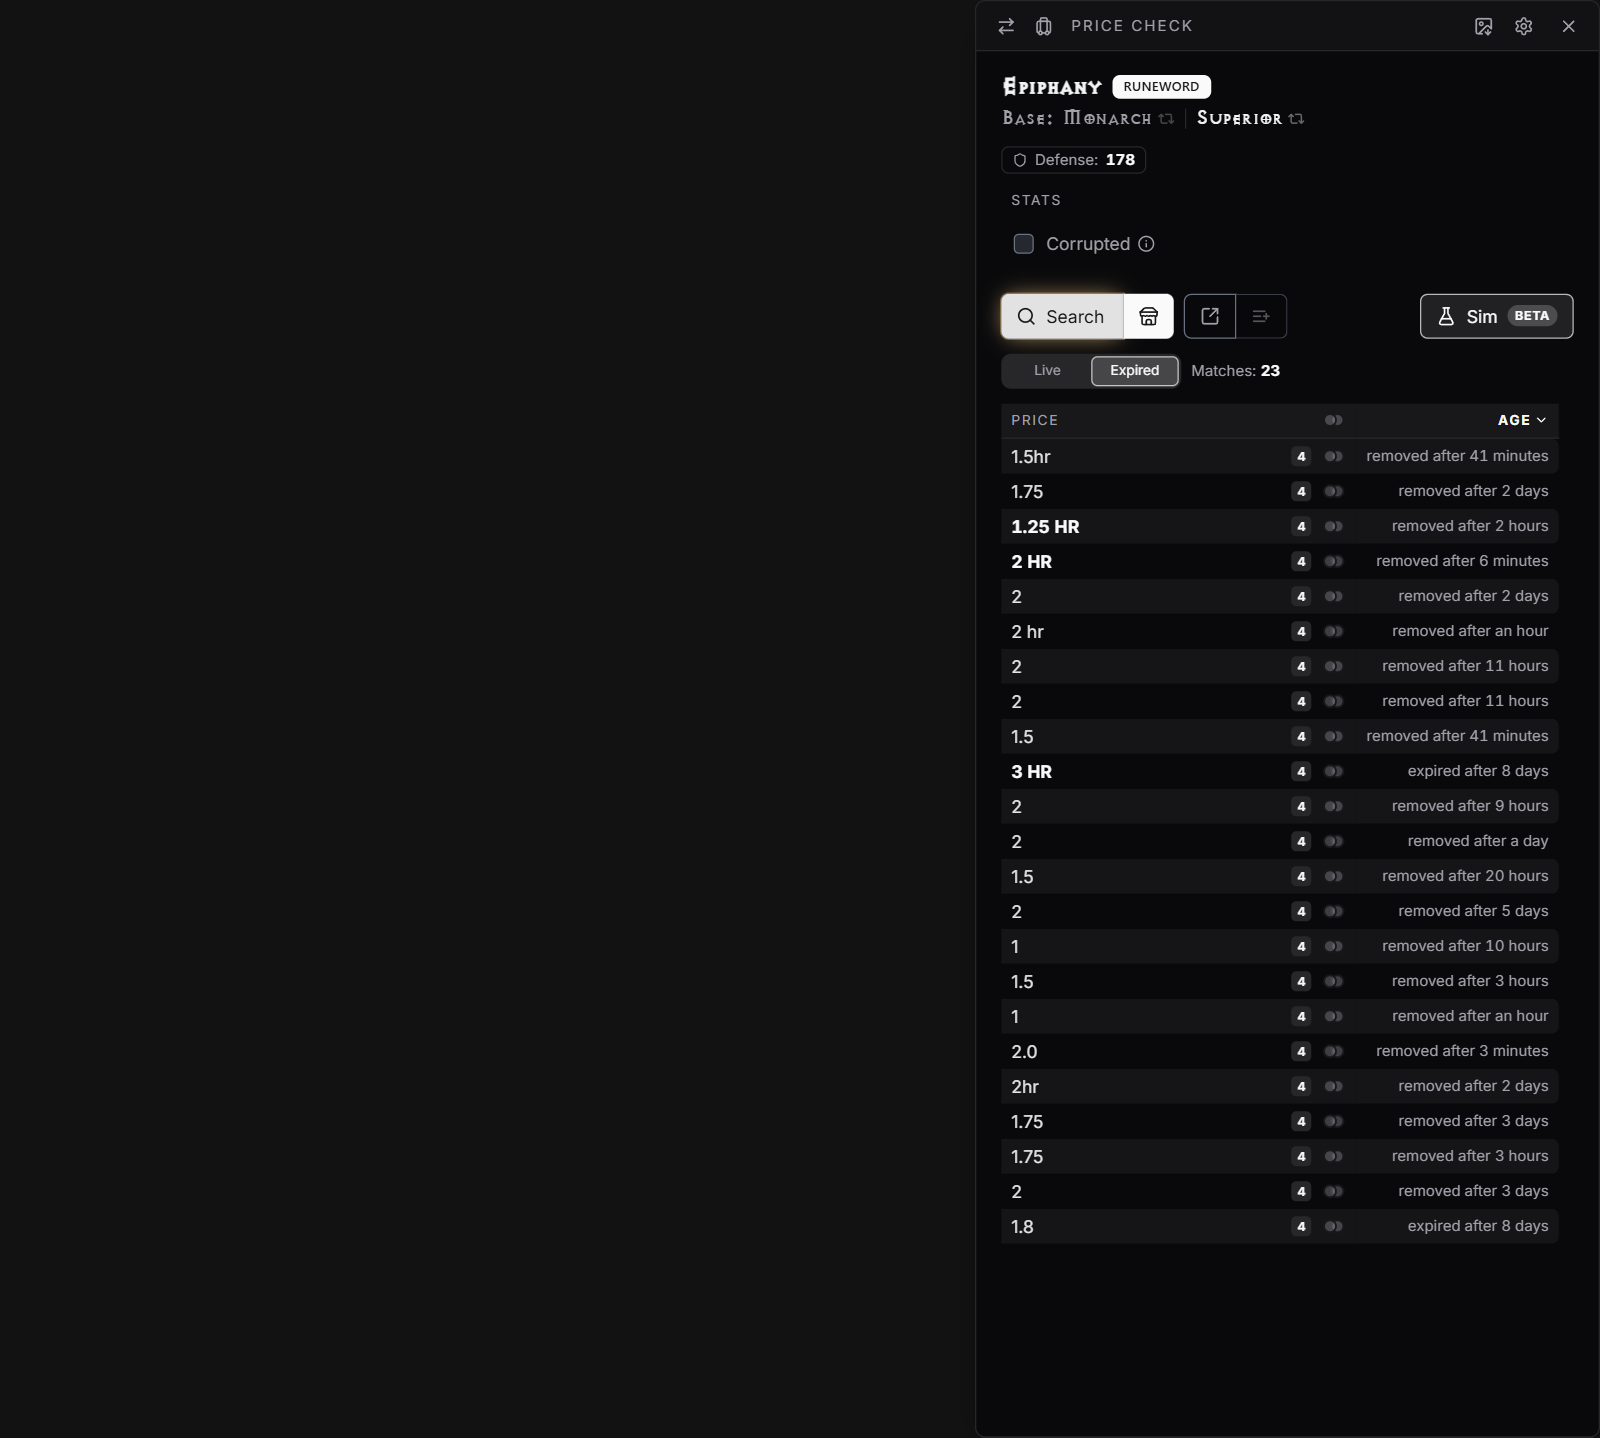 PRICE CHECK
Epiphany RUNEWORD
Base: Monarch Superior
Defense: 178
STATS
Corrupted
Search Sim BETA
Live Expired Matches: 23
PRICE AGE
1.5hr 4 removed after 41 minutes
1.75 4 removed after 2 days
1.25 HR 4 removed after 2 hours
2 HR 4 removed after 6 minutes
2 4 removed after 2 days
2 hr 4 removed after an hour
2 4 removed after 11 hours
2 4 removed after 11 hours
1.5 4 removed after 41 minutes
3 HR 4 expired after 8 days
2 4 removed after 9 hours
2 4 removed after a day
1.5 4 removed after 20 hours
2 4 removed after 5 days
1 4 removed after 10 hours
1.5 4 removed after 3 hours
1 4 removed after an hour
2.0 4 removed after 3 minutes
2hr 4 removed after 2 days
1.75 4 removed after 3 days
1.75 4 removed after 3 hours
2 4 removed after 3 days
1.8 4 expired after 8 days